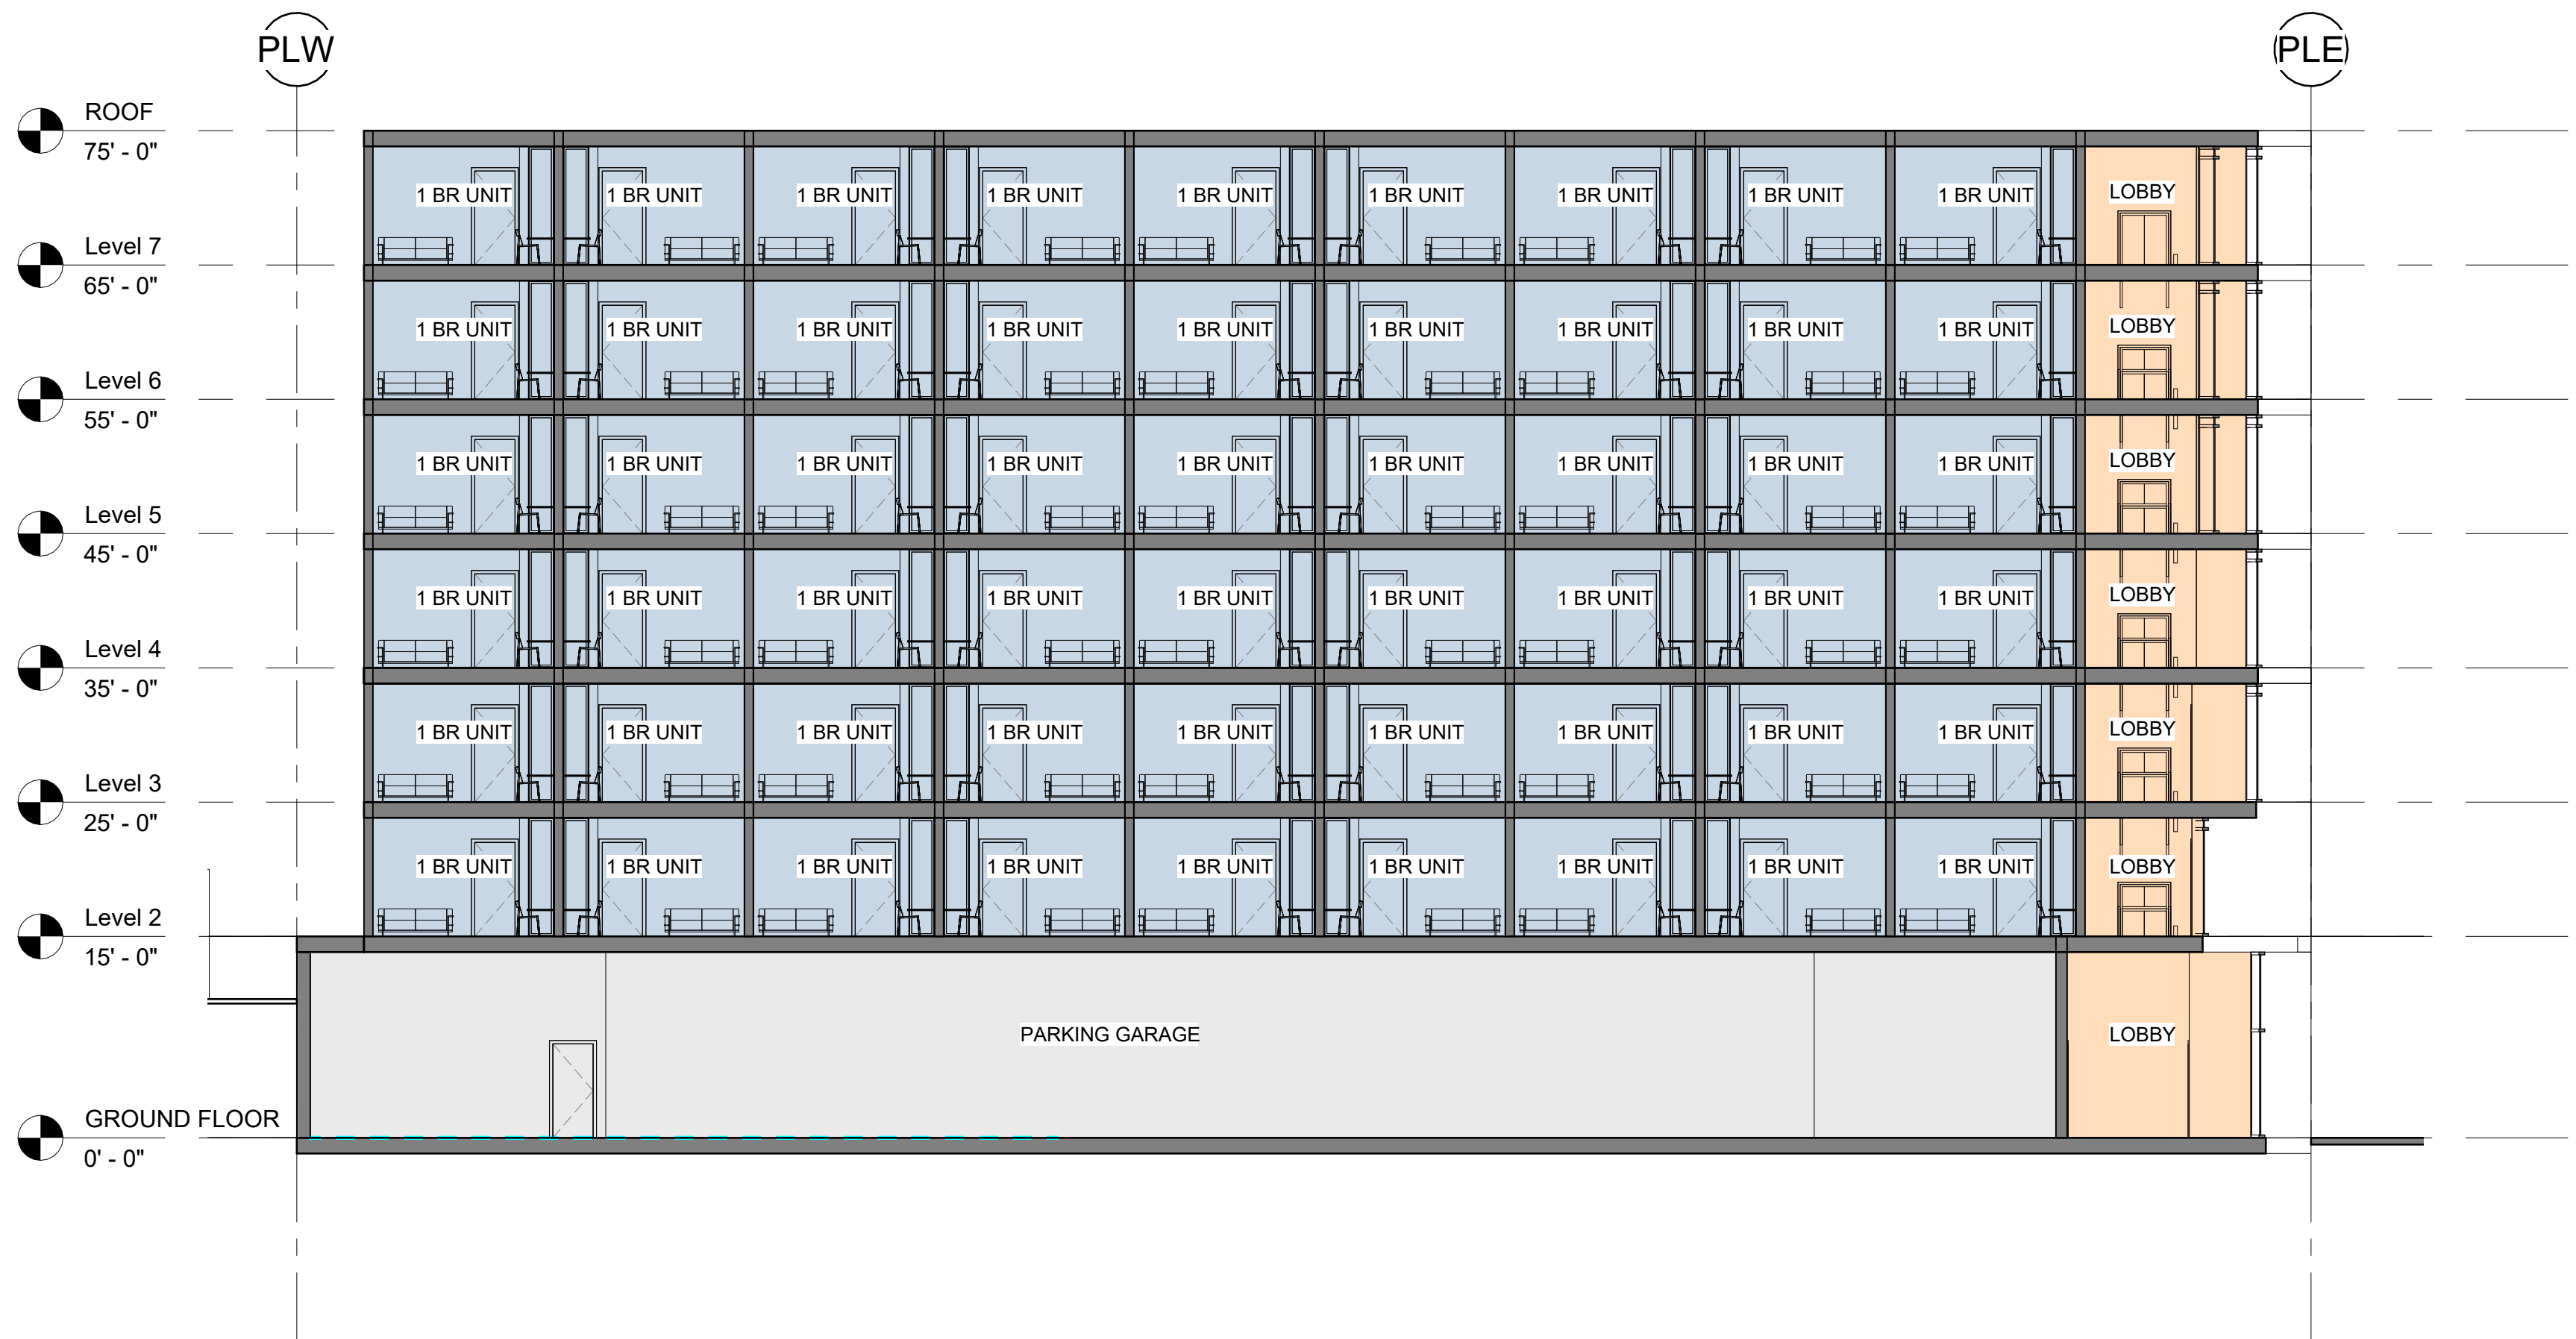 PLW
PLE
ROOF
75' - 0"
1 BR UNIT 1 BR UNIT 1 BR UNIT 1 BR UNIT 1 BR UNIT 1 BR UNIT 1 BR UNIT 1 BR UNIT 1 BR UNIT LOBBY
Level 7
65' - 0"
1 BR UNIT 1 BR UNIT 1 BR UNIT 1 BR UNIT 1 BR UNIT 1 BR UNIT 1 BR UNIT 1 BR UNIT 1 BR UNIT LOBBY
Level 6
55' - 0"
1 BR UNIT 1 BR UNIT 1 BR UNIT 1 BR UNIT 1 BR UNIT 1 BR UNIT 1 BR UNIT 1 BR UNIT 1 BR UNIT LOBBY
Level 5
45' - 0"
1 BR UNIT 1 BR UNIT 1 BR UNIT 1 BR UNIT 1 BR UNIT 1 BR UNIT 1 BR UNIT 1 BR UNIT 1 BR UNIT LOBBY
Level 4
35' - 0"
1 BR UNIT 1 BR UNIT 1 BR UNIT 1 BR UNIT 1 BR UNIT 1 BR UNIT 1 BR UNIT 1 BR UNIT 1 BR UNIT LOBBY
Level 3
25' - 0"
1 BR UNIT 1 BR UNIT 1 BR UNIT 1 BR UNIT 1 BR UNIT 1 BR UNIT 1 BR UNIT 1 BR UNIT 1 BR UNIT LOBBY
Level 2
15' - 0"
PARKING GARAGE LOBBY
GROUND FLOOR
0' - 0"